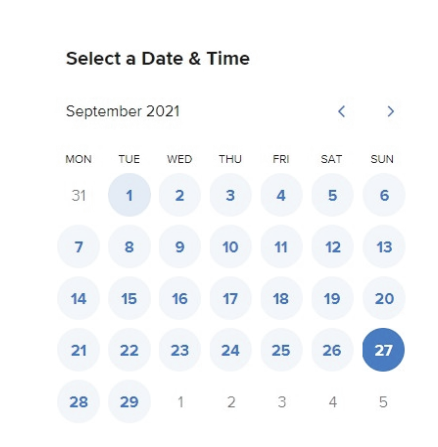 Select a Date & Time
September 2021
MON TUE WED THU FRI SAT SUN
31 1 2 3 4 5 6
7 8 9 10 11 12 13
14 15 16 17 18 19 20
21 22 23 24 25 26 27
28 29 1 2 3 4 5